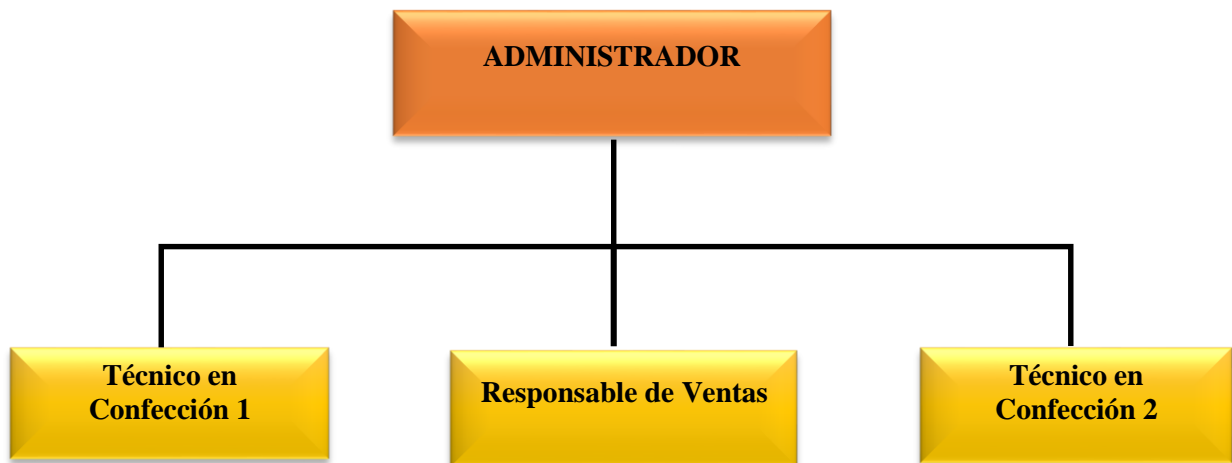 ADMINISTRADOR
Técnico en
Confección 1
Responsable de Ventas
Técnico en
Confección 2